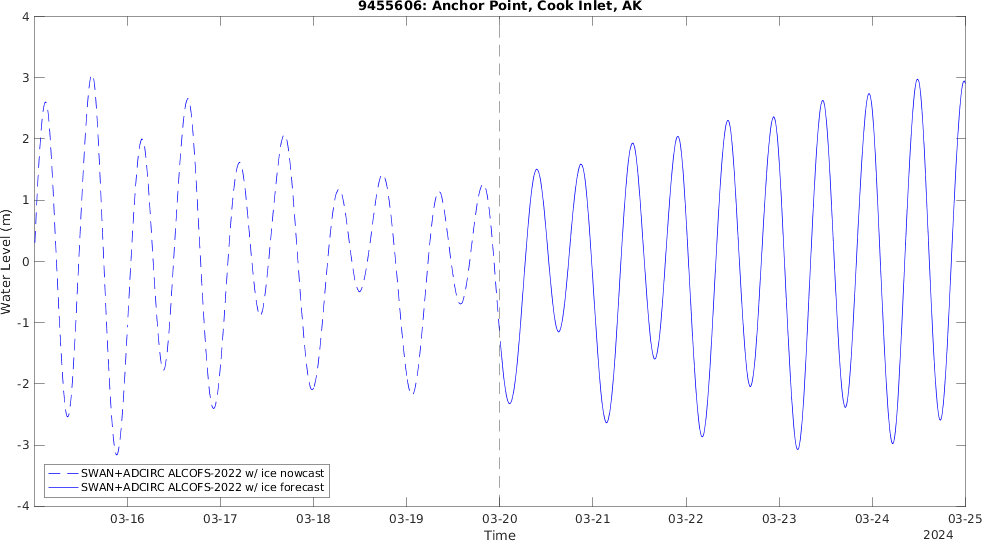 9455606: Anchor Point, Cook Inlet, AK
4
3
2
1
0
-1
-2
-3
-4
Water Level (m)
SWAN+ADCIRC ALCOFS-2022 w/ ice nowcast
SWAN+ADCIRC ALCOFS-2022 w/ ice forecast
03-16 03-17 03-18 03-19 03-20 03-21 03-22 03-23 03-24 03-25
Time
2024